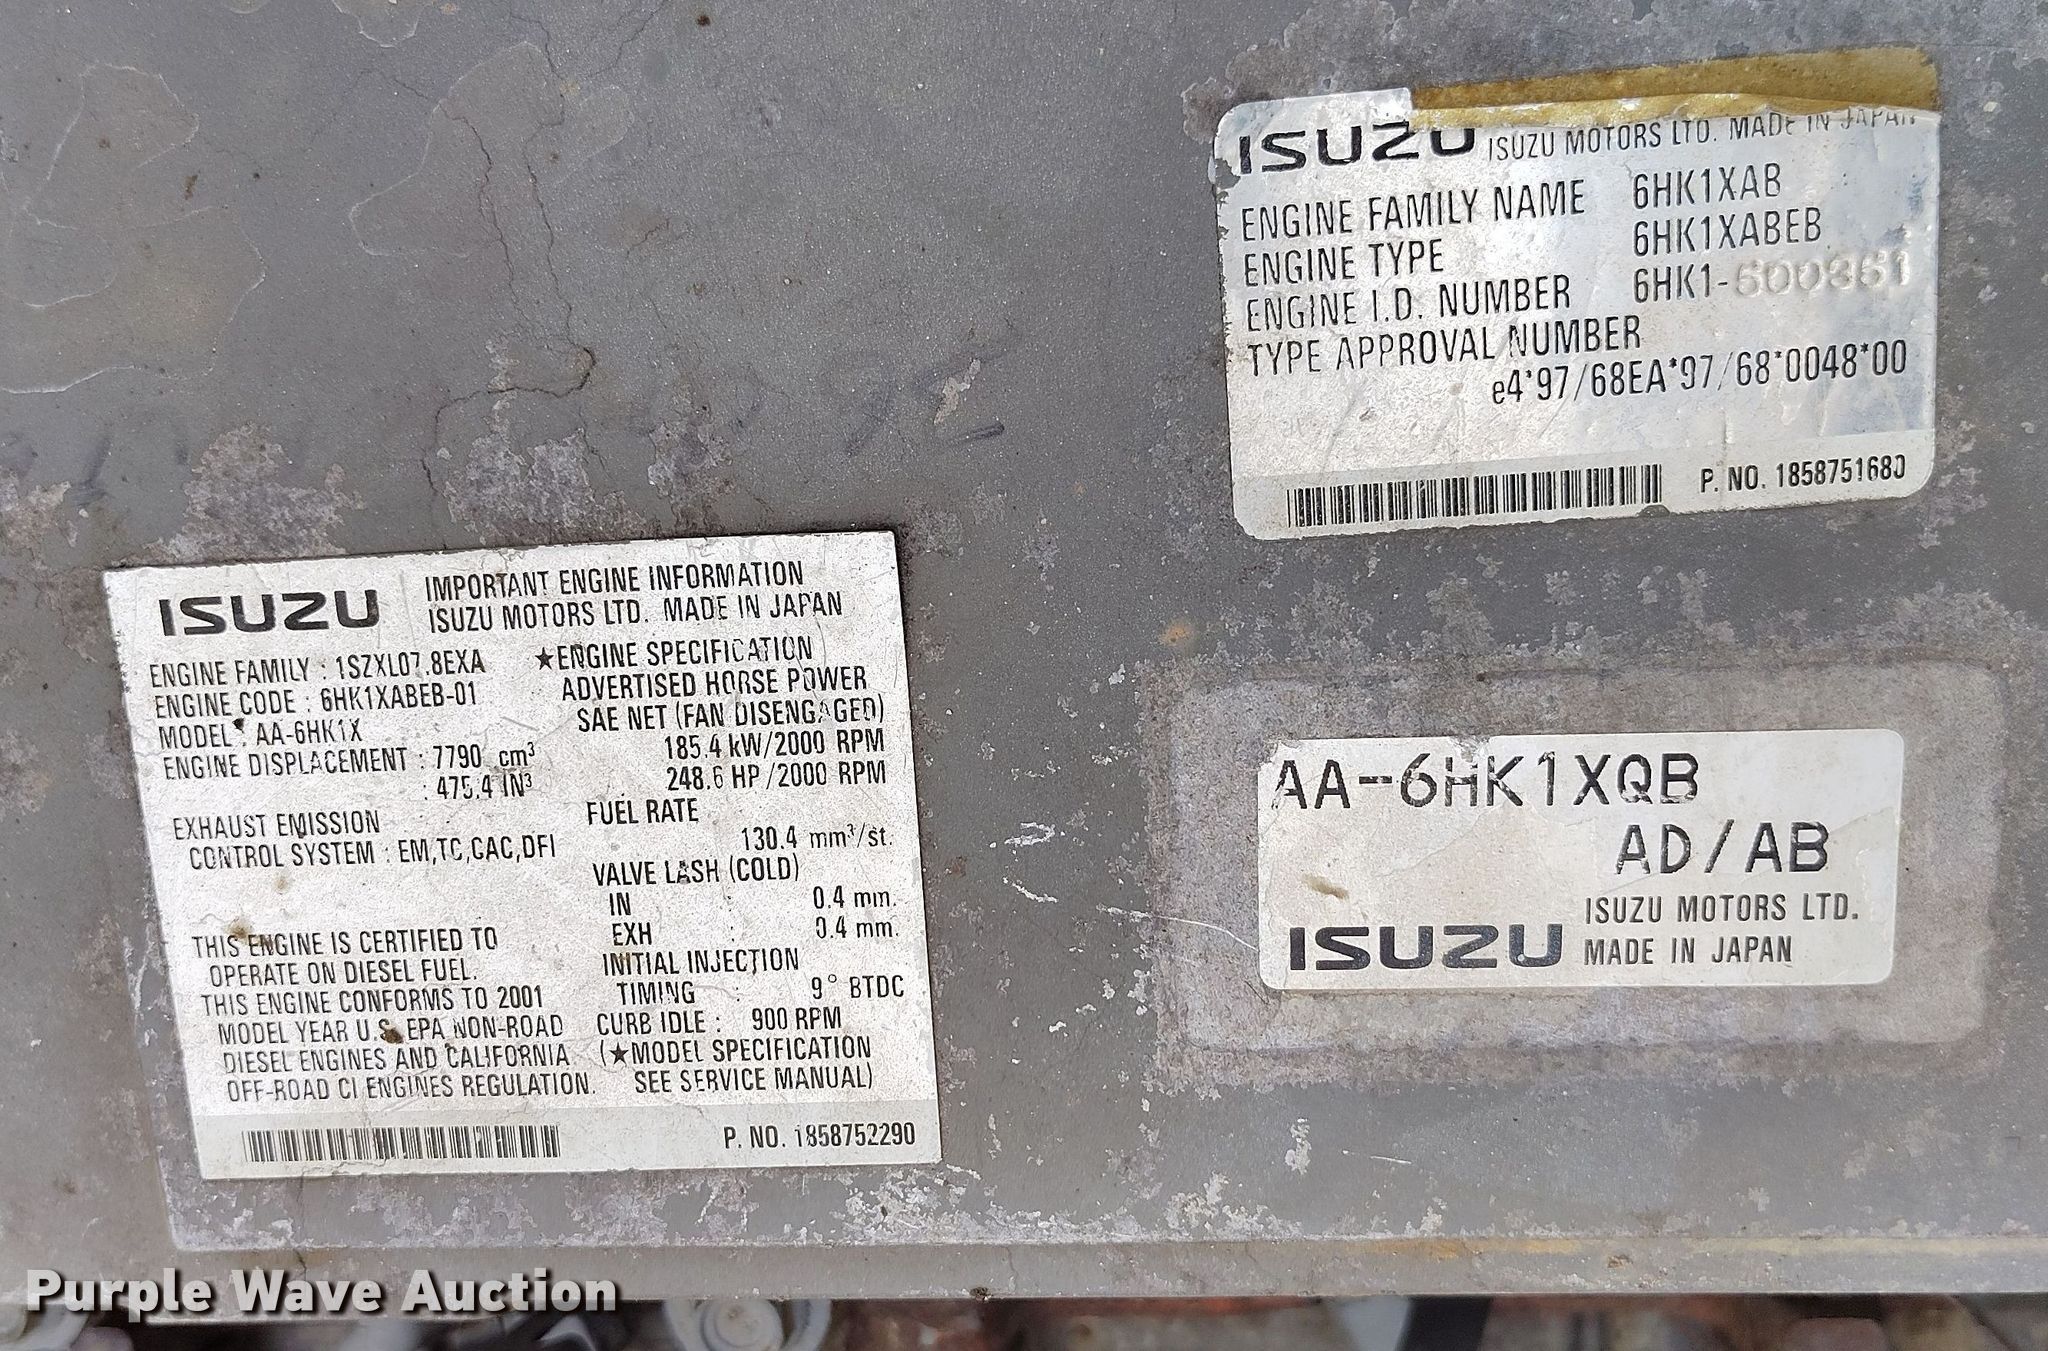 ISUZU ISUZU MOTORS LTD. MADE IN JAPAN
ENGINE FAMILY NAME 6HK1XAB
ENGINE TYPE 6HK1XABEB
ENGINE I.D. NUMBER 6HK1-500351
TYPE APPROVAL NUMBER
e4*97/68EA*97/68*0048*00
P. NO. 1858751680
ISUZU
IMPORTANT ENGINE INFORMATION
ISUZU MOTORS LTD. MADE IN JAPAN
ENGINE FAMILY : 1SZXL07.8EXA
ENGINE CODE : 6HK1XABEB-01
MODEL : AA-6HK1X
ENGINE DISPLACEMENT : 7790 cm³
: 475.4 IN³
EXHAUST EMISSION
CONTROL SYSTEM : EM,TC,CAC,DFI
THIS ENGINE IS CERTIFIED TO
OPERATE ON DIESEL FUEL.
THIS ENGINE CONFORMS TO 2001
MODEL YEAR U.S. EPA NON-ROAD
DIESEL ENGINES AND CALIFORNIA
OFF-ROAD CI ENGINES REGULATION.
★ENGINE SPECIFICATION
ADVERTISED HORSE POWER
SAE NET (FAN DISENGAGED)
185.4 kW/2000 RPM
248.6 HP/2000 RPM
FUEL RATE
130.4 mm³/st.
VALVE LASH (COLD)
IN : 0.4 mm.
EXH : 0.4 mm.
INITIAL INJECTION
TIMING : 9° BTDC
CURB IDLE : 900 RPM
(★MODEL SPECIFICATION
SEE SERVICE MANUAL)
P. NO. 1858752290
AA-6HK1XQB
AD/AB
ISUZU
ISUZU MOTORS LTD.
MADE IN JAPAN
Purple Wave Auction